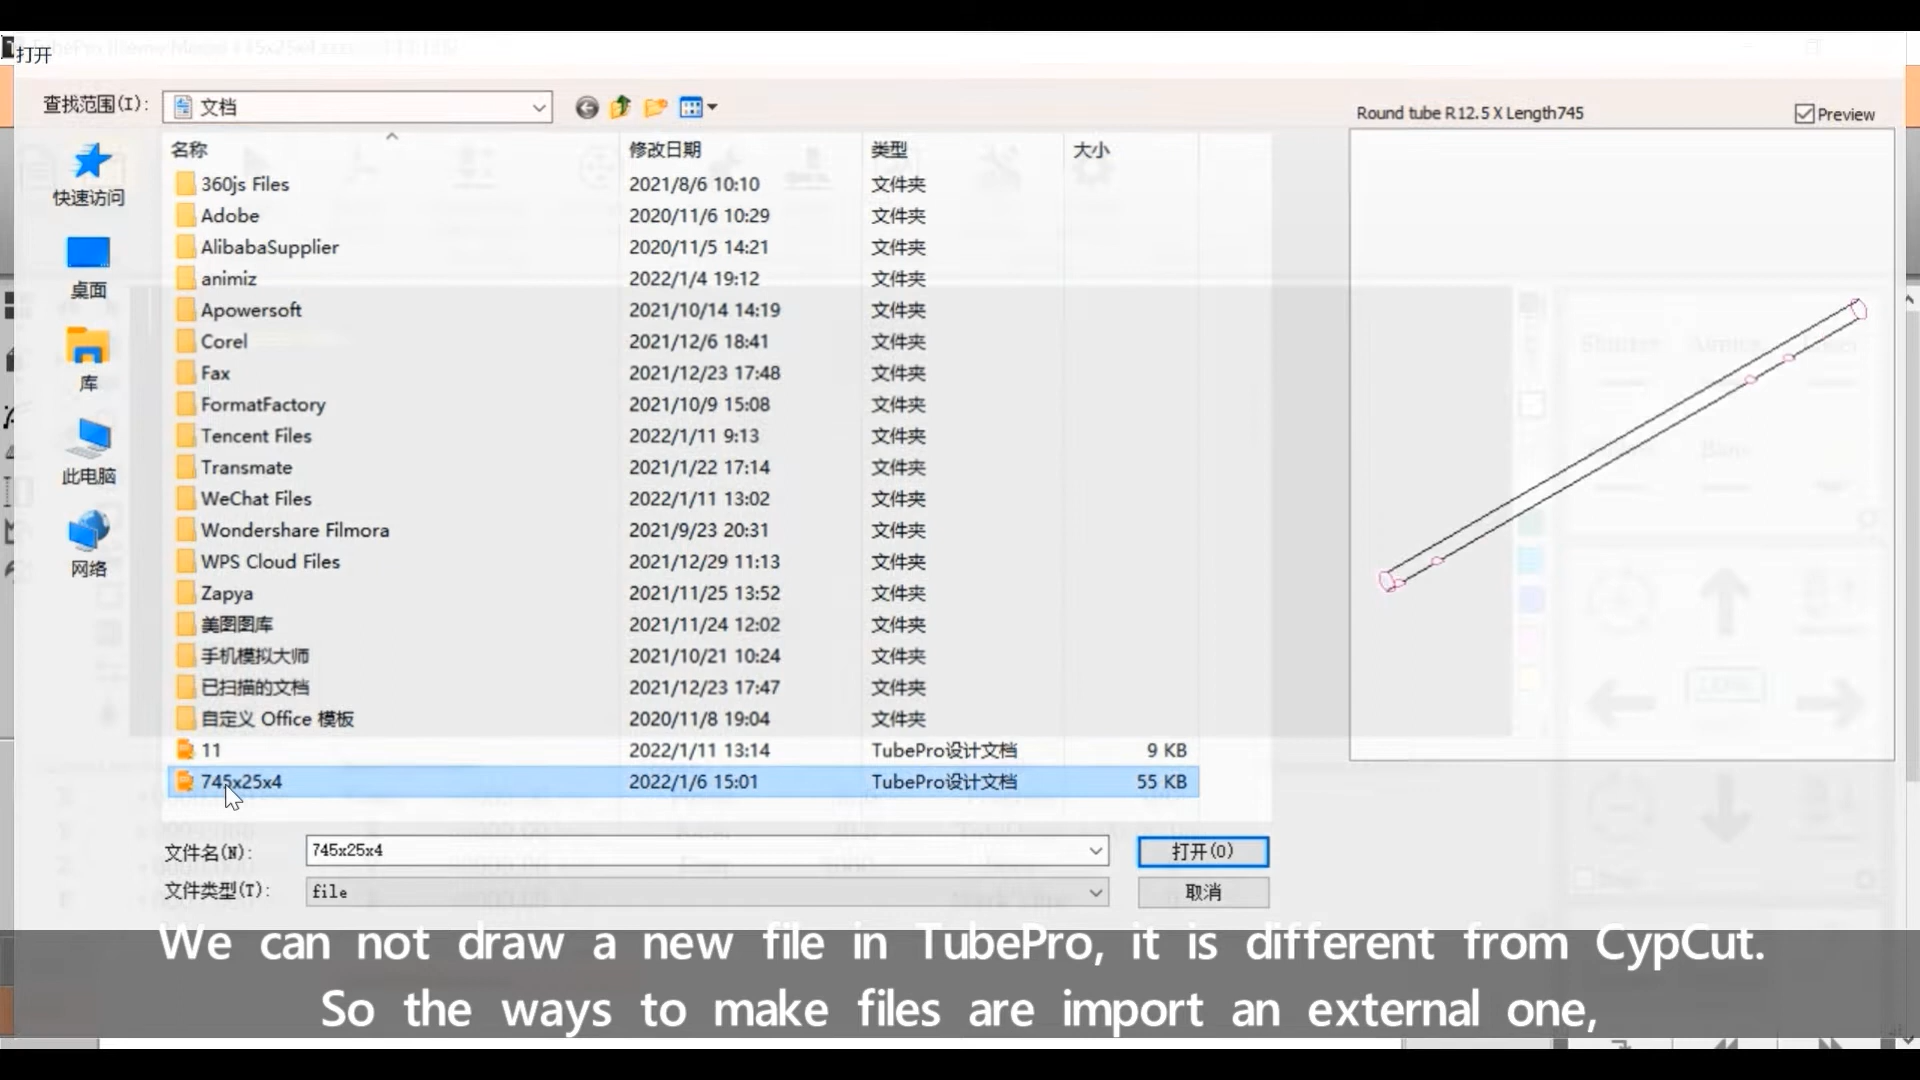 打开
查找范围(I):
文档
Round tube R12.5 X Length745
Preview
名称 修改日期 类型 大小
360js Files 2021/8/6 10:10 文件夹
Adobe 2020/11/6 10:29 文件夹
AlibabaSupplier 2020/11/5 14:21 文件夹
animiz 2022/1/4 19:12 文件夹
Apowersoft 2021/10/14 14:19 文件夹
Corel 2021/12/6 18:41 文件夹
Fax 2021/12/23 17:48 文件夹
FormatFactory 2021/10/9 15:08 文件夹
Tencent Files 2022/1/11 9:13 文件夹
Transmate 2021/1/22 17:14 文件夹
WeChat Files 2022/1/11 13:02 文件夹
Wondershare Filmora 2021/9/23 20:31 文件夹
WPS Cloud Files 2021/12/29 11:13 文件夹
Zapya 2021/11/25 13:52 文件夹
美图图库 2021/11/24 12:02 文件夹
手机模拟大师 2021/10/21 10:24 文件夹
已扫描的文档 2021/12/23 17:47 文件夹
自定义 Office 模板 2020/11/8 19:04 文件夹
11 2022/1/11 13:14 TubePro设计文档 9 KB
745x25x4 2022/1/6 15:01 TubePro设计文档 55 KB
快速访问
桌面
库
此电脑
网络
文件名(N): 745x25x4 打开(O)
文件类型(T): file 取消
We can not draw a new file in TubePro, it is different from CypCut.
So the ways to make files are import an external one,